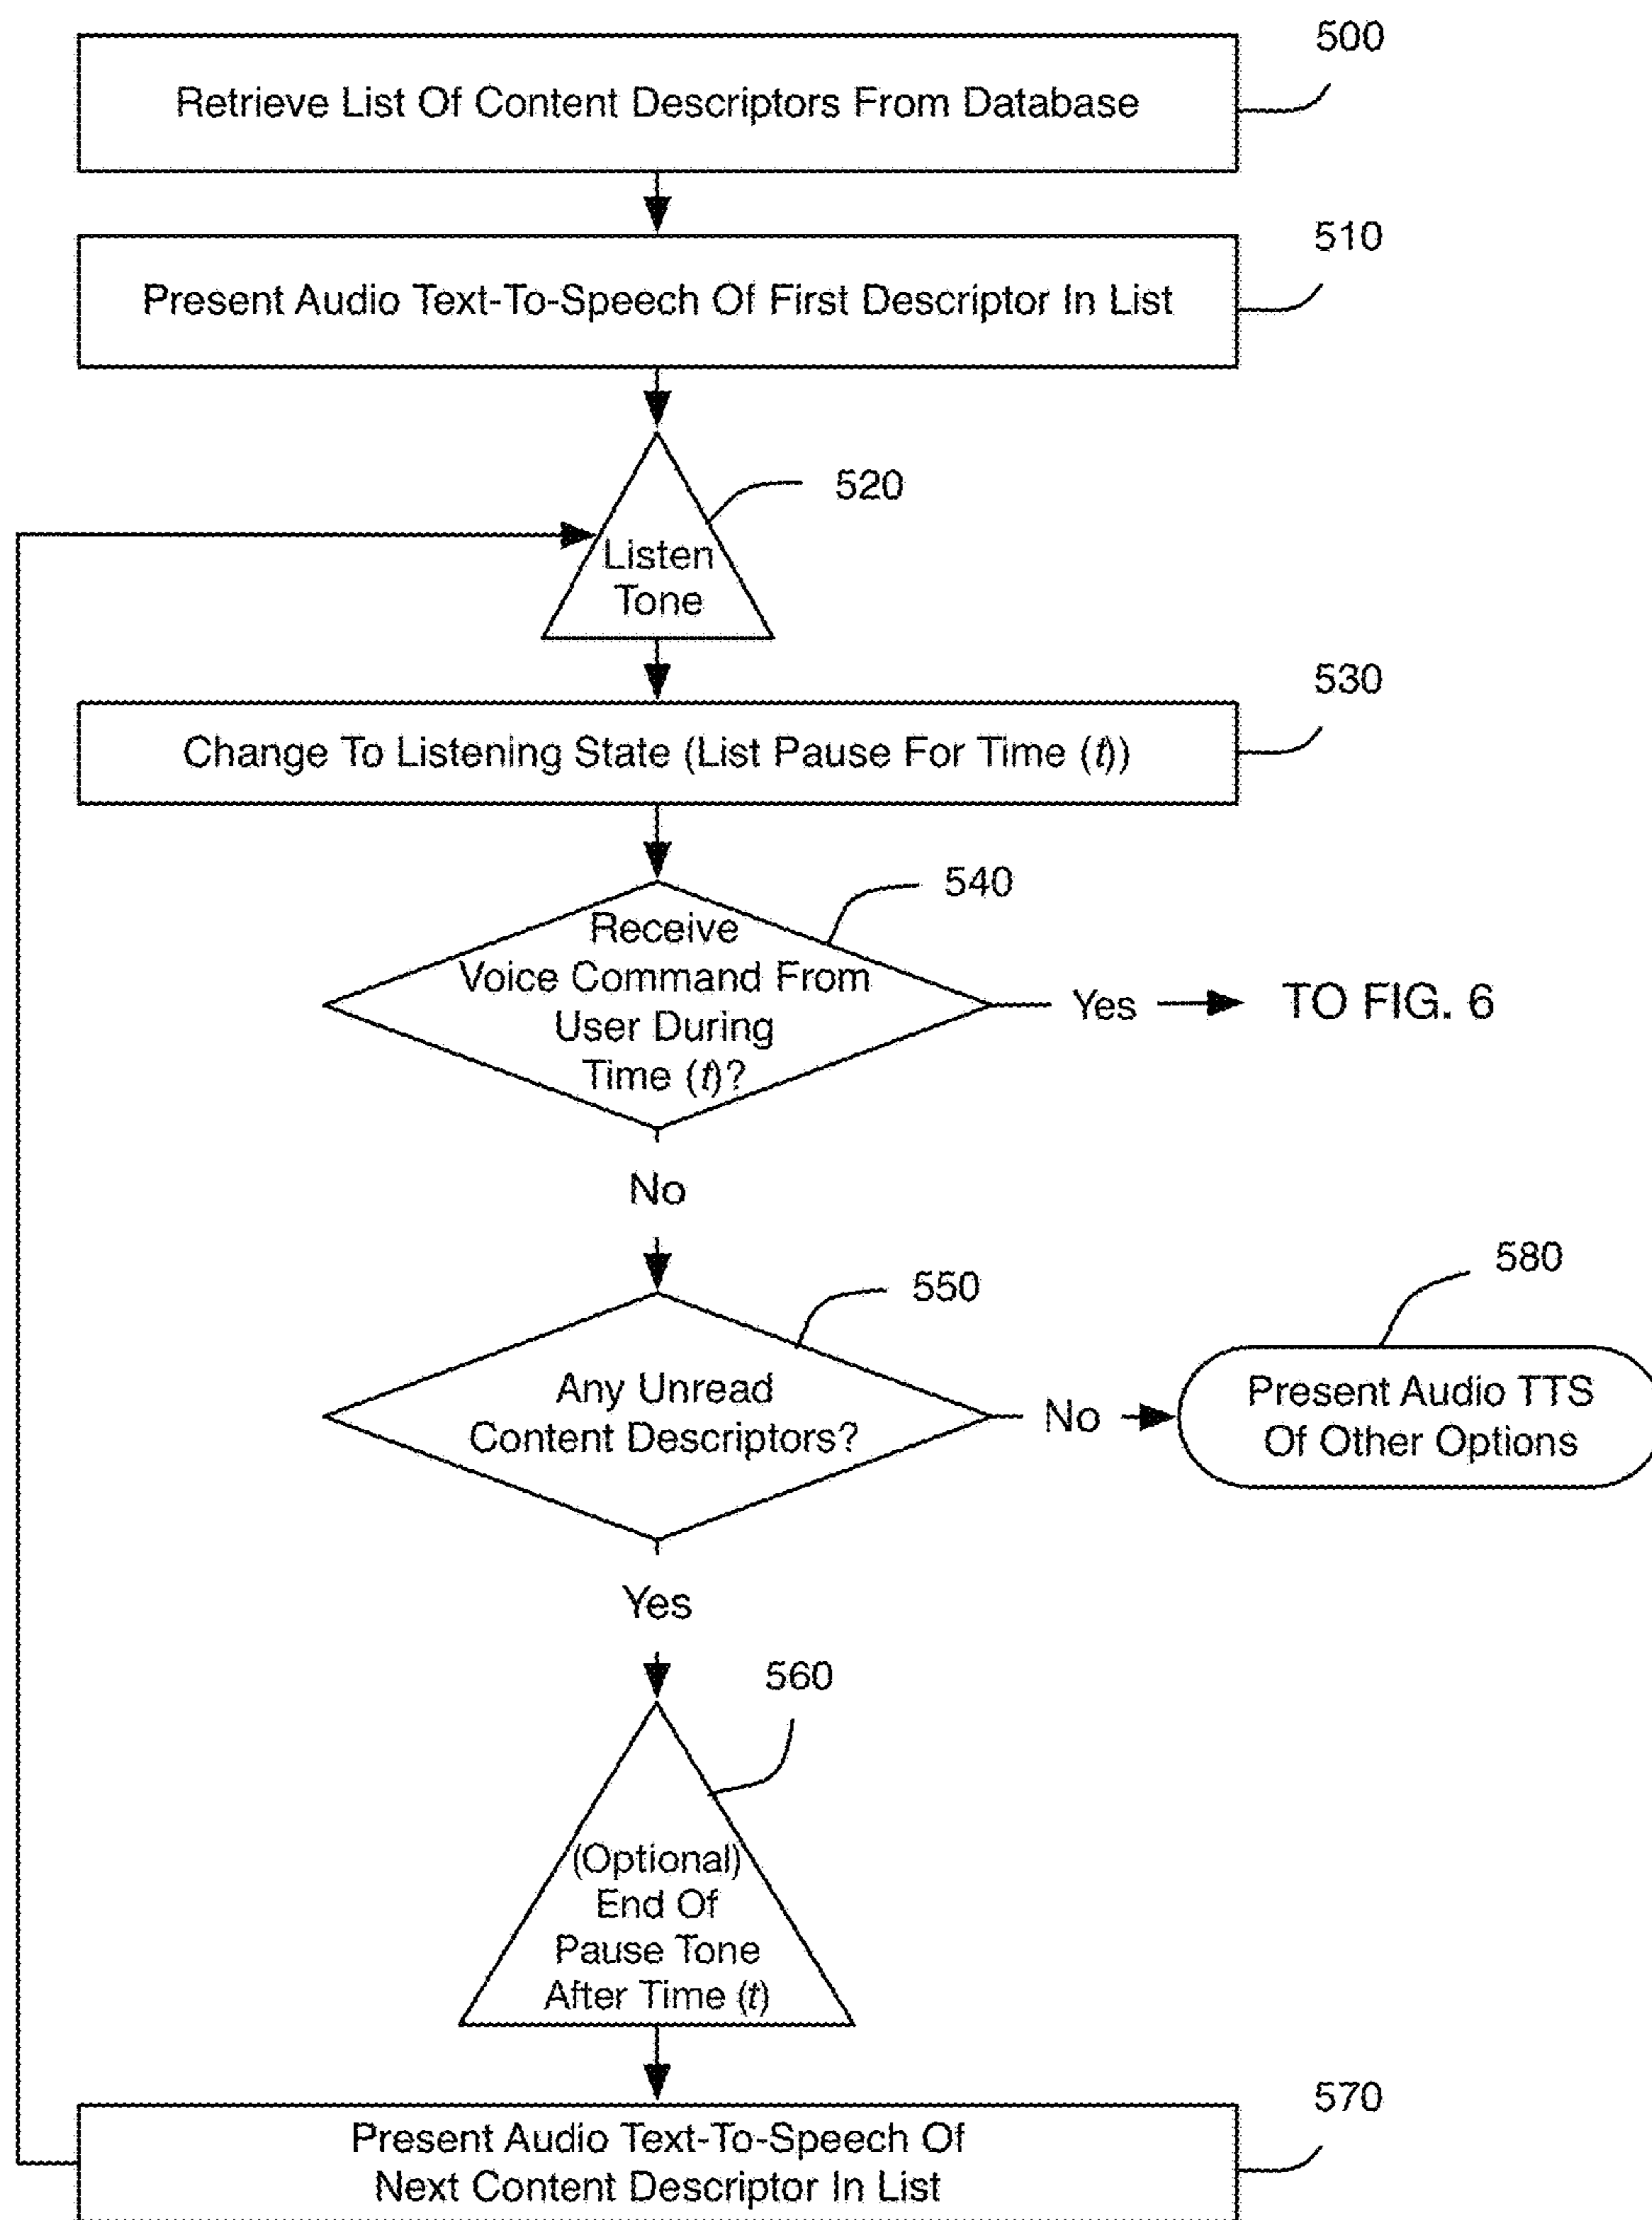 500
Retrieve List Of Content Descriptors From Database
510
Present Audio Text-To-Speech Of First Descriptor In List
520
Listen
Tone
530
Change To Listening State (List Pause For Time (t))
540
Receive
Voice Command From
User During
Time (t)?
Yes
TO FIG. 6
No
550
Any Unread
Content Descriptors?
No
580
Present Audio TTS
Of Other Options
Yes
560
(Optional)
End Of
Pause Tone
After Time (t)
570
Present Audio Text-To-Speech Of
Next Content Descriptor In List